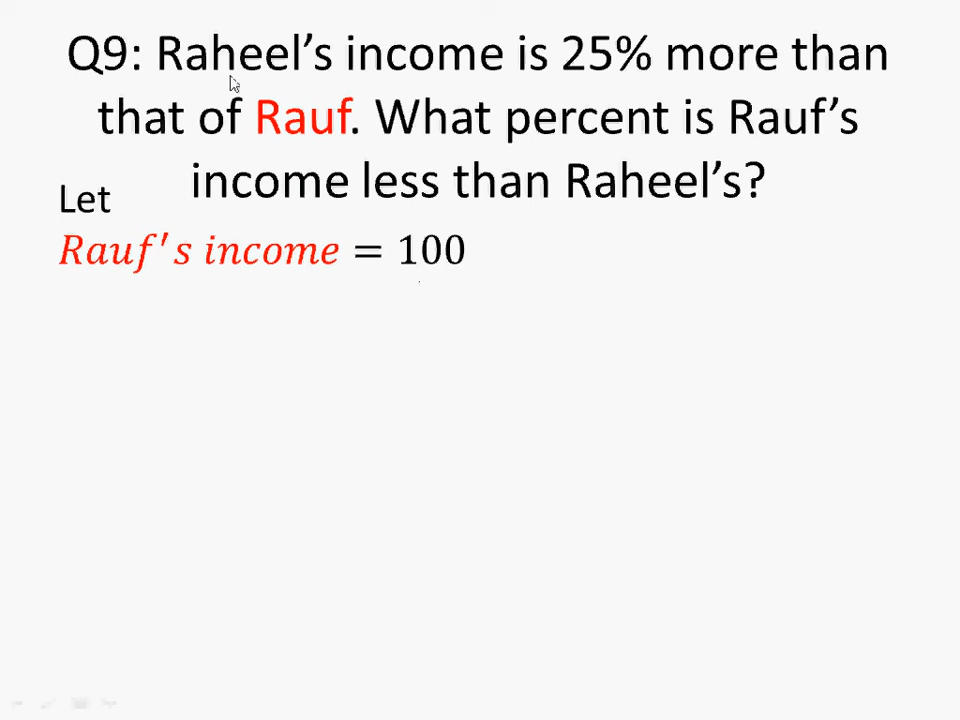 Q9: Raheel’s income is 25% more than
that of Rauf. What percent is Rauf’s
income less than Raheel’s?
Let
Rauf′s income = 100